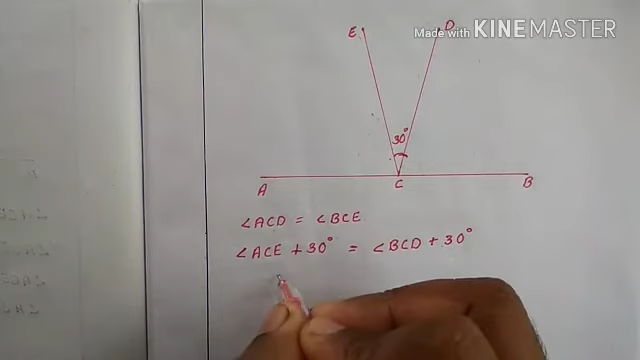 Made with KINEMASTER
E D
30°
A C B
∠ACD = ∠BCE
∠ACE + 30° = ∠BCD + 30°